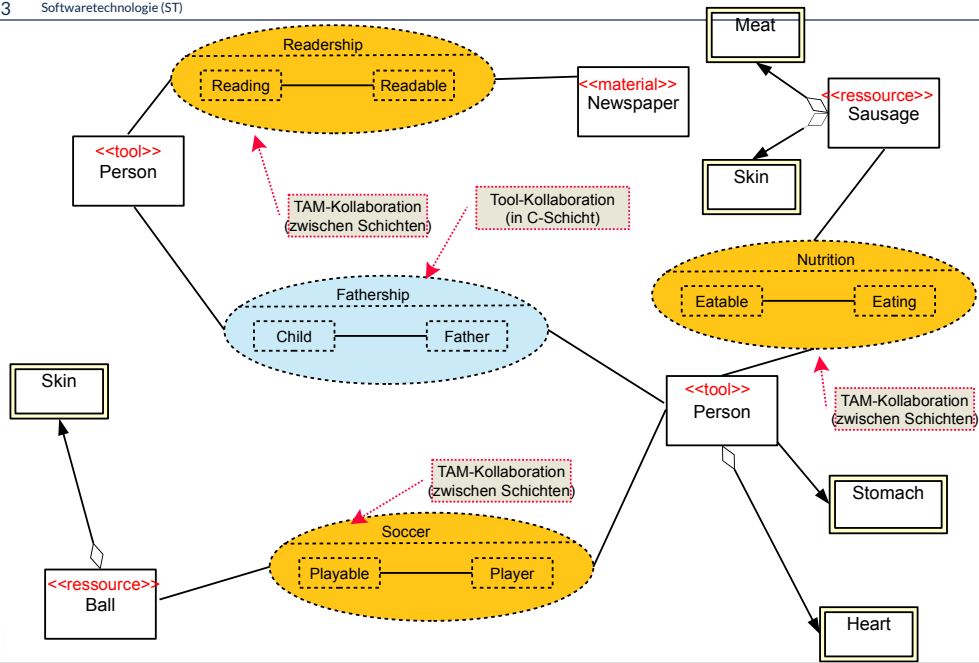 3 Softwaretechnologie (ST)
Meat
Readership
Reading
Readable
<<material>>
Newspaper
<<ressource>>
Sausage
<<tool>>
Person
Skin
TAM-Kollaboration
(zwischen Schichten)
Tool-Kollaboration
(in C-Schicht)
Nutrition
Eatable
Eating
Fathership
Child
Father
Skin
<<tool>>
Person
TAM-Kollaboration
(zwischen Schichten)
TAM-Kollaboration
(zwischen Schichten)
Stomach
Soccer
Playable
Player
<<ressource>>
Ball
Heart